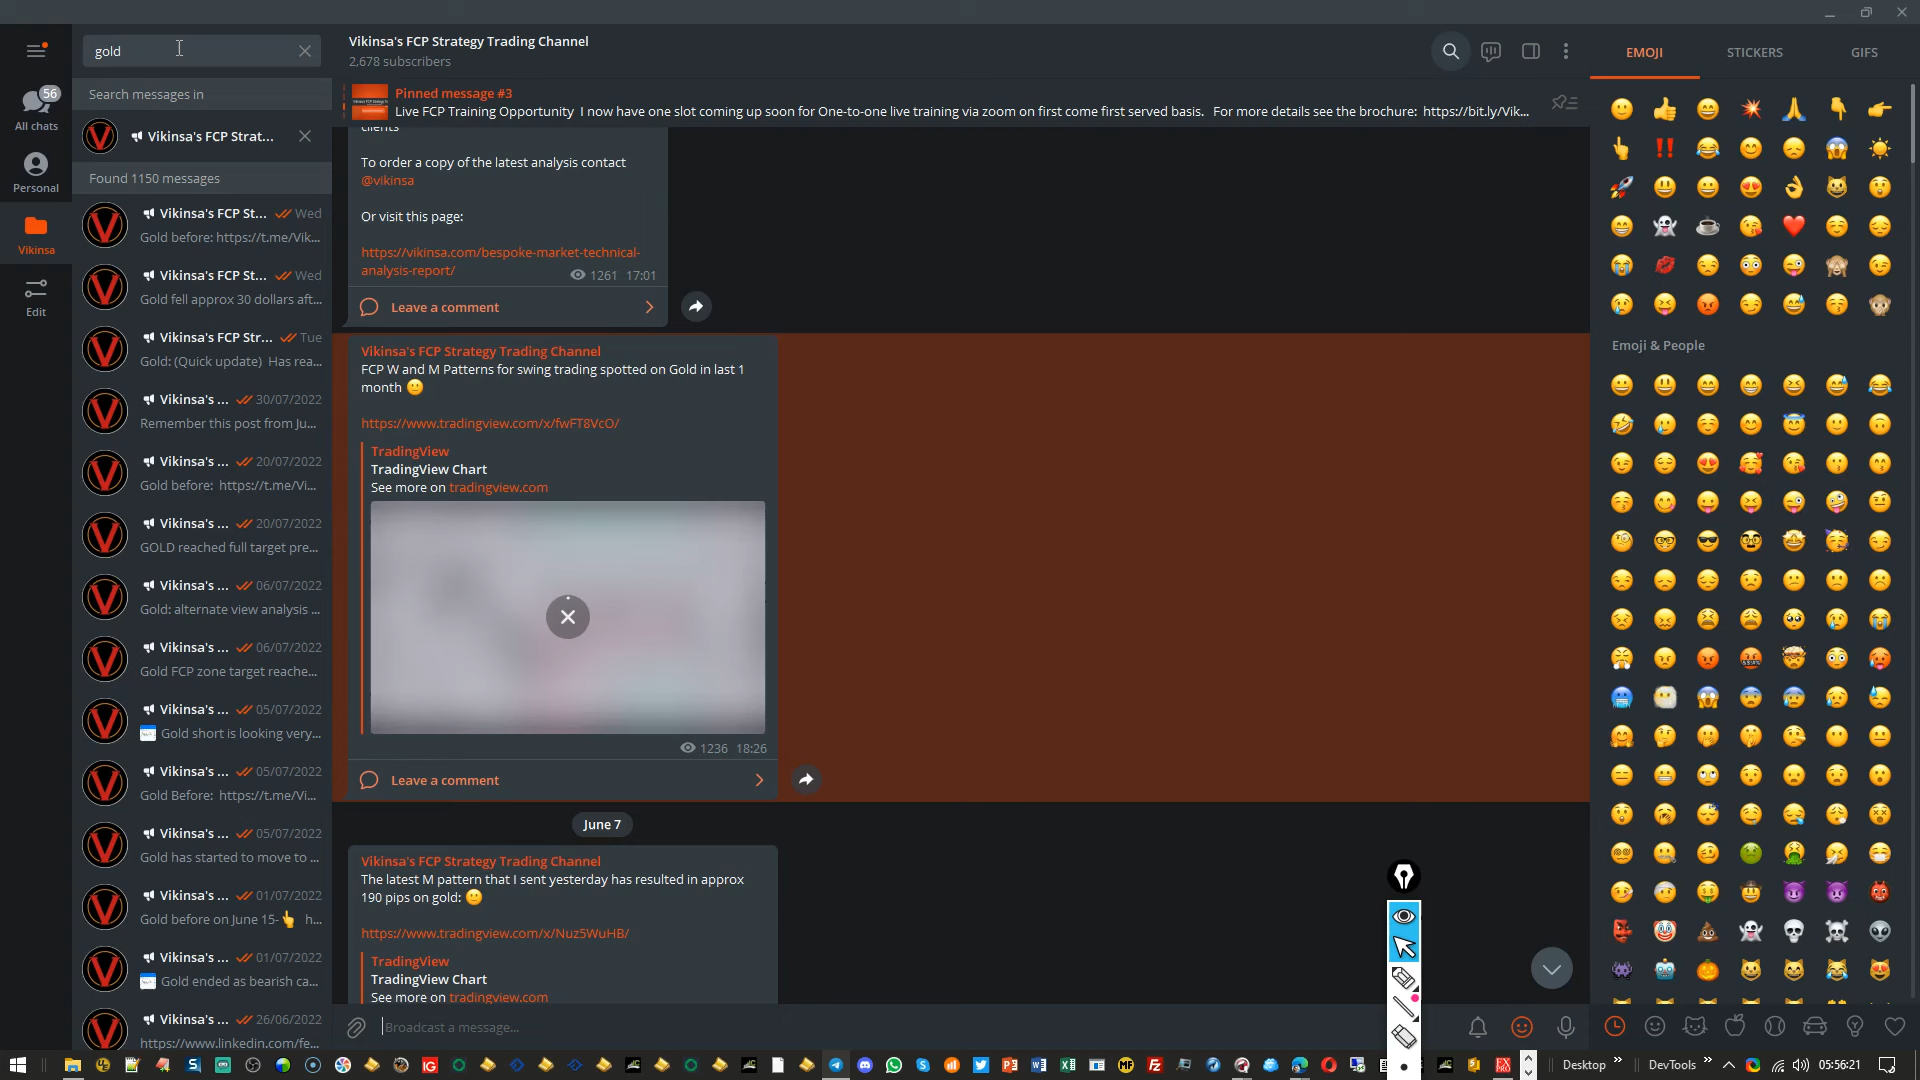 gold
Search messages in
Vikinsa's FCP Strat...
Found 1150 messages
Vikinsa's FCP St... Wed
Gold before: https://t.me/Vik...
Vikinsa's FCP St... Wed
Gold fell approx 30 dollars aft...
Vikinsa's FCP Str... Tue
Gold: (Quick update) Has rea...
Vikinsa's ... 30/07/2022
Remember this post from Ju...
Vikinsa's ... 20/07/2022
Gold before: https://t.me/Vi...
Vikinsa's ... 20/07/2022
GOLD reached full target pre...
Vikinsa's ... 06/07/2022
Gold: alternate view analysis ...
Vikinsa's ... 06/07/2022
Gold FCP zone target reache...
Vikinsa's ... 05/07/2022
Gold short is looking very...
Vikinsa's ... 05/07/2022
Gold Before: https://t.me/Vi...
Vikinsa's ... 05/07/2022
Gold has started to move to ...
Vikinsa's ... 01/07/2022
Gold before on June 15-👆 h...
Vikinsa's ... 01/07/2022
Gold ended as bearish ca...
Vikinsa's ... 26/06/2022
https://www.linkedin.com/fe...
56
All chats
Personal
Vikinsa
Edit
Vikinsa's FCP Strategy Trading Channel
2,678 subscribers
Pinned message #3
Live FCP Training Opportunity I now have one slot coming up soon for One-to-one live training via zoom on first come first served basis. For more details see the brochure: https://bit.ly/Vik...
clients
To order a copy of the latest analysis contact
@vikinsa
Or visit this page:
https://vikinsa.com/bespoke-market-technical-
analysis-report/
1261 17:01
Leave a comment
Vikinsa's FCP Strategy Trading Channel
FCP W and M Patterns for swing trading spotted on Gold in last 1
month 🙂
https://www.tradingview.com/x/fwFT8VcO/
TradingView
TradingView Chart
See more on tradingview.com
1236 18:26
Leave a comment
June 7
Vikinsa's FCP Strategy Trading Channel
The latest M pattern that I sent yesterday has resulted in approx
190 pips on gold: 🙂
https://www.tradingview.com/x/Nuz5WuHB/
TradingView
TradingView Chart
See more on tradingview.com
Broadcast a message...
EMOJI STICKERS GIFS
Emoji & People
Desktop
DevTools
05:56:21